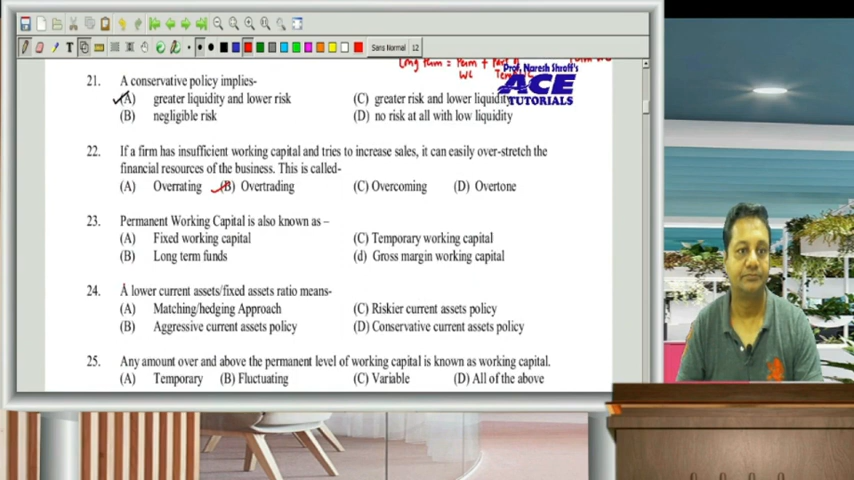 Sans Normal 12
Long Term = Perm + Part of
WC
Prof. Naresh Shroff's
ACE
TUTORIALS
21. A conservative policy implies-
(A) greater liquidity and lower risk (C) greater risk and lower liquidity
(B) negligible risk (D) no risk at all with low liquidity
22. If a firm has insufficient working capital and tries to increase sales, it can easily over-stretch the
financial resources of the business. This is called-
(A) Overrating (B) Overtrading (C) Overcoming (D) Overtone
23. Permanent Working Capital is also known as –
(A) Fixed working capital (C) Temporary working capital
(B) Long term funds (d) Gross margin working capital
24. A lower current assets/fixed assets ratio means-
(A) Matching/hedging Approach (C) Riskier current assets policy
(B) Aggressive current assets policy (D) Conservative current assets policy
25. Any amount over and above the permanent level of working capital is known as working capital.
(A) Temporary (B) Fluctuating (C) Variable (D) All of the above